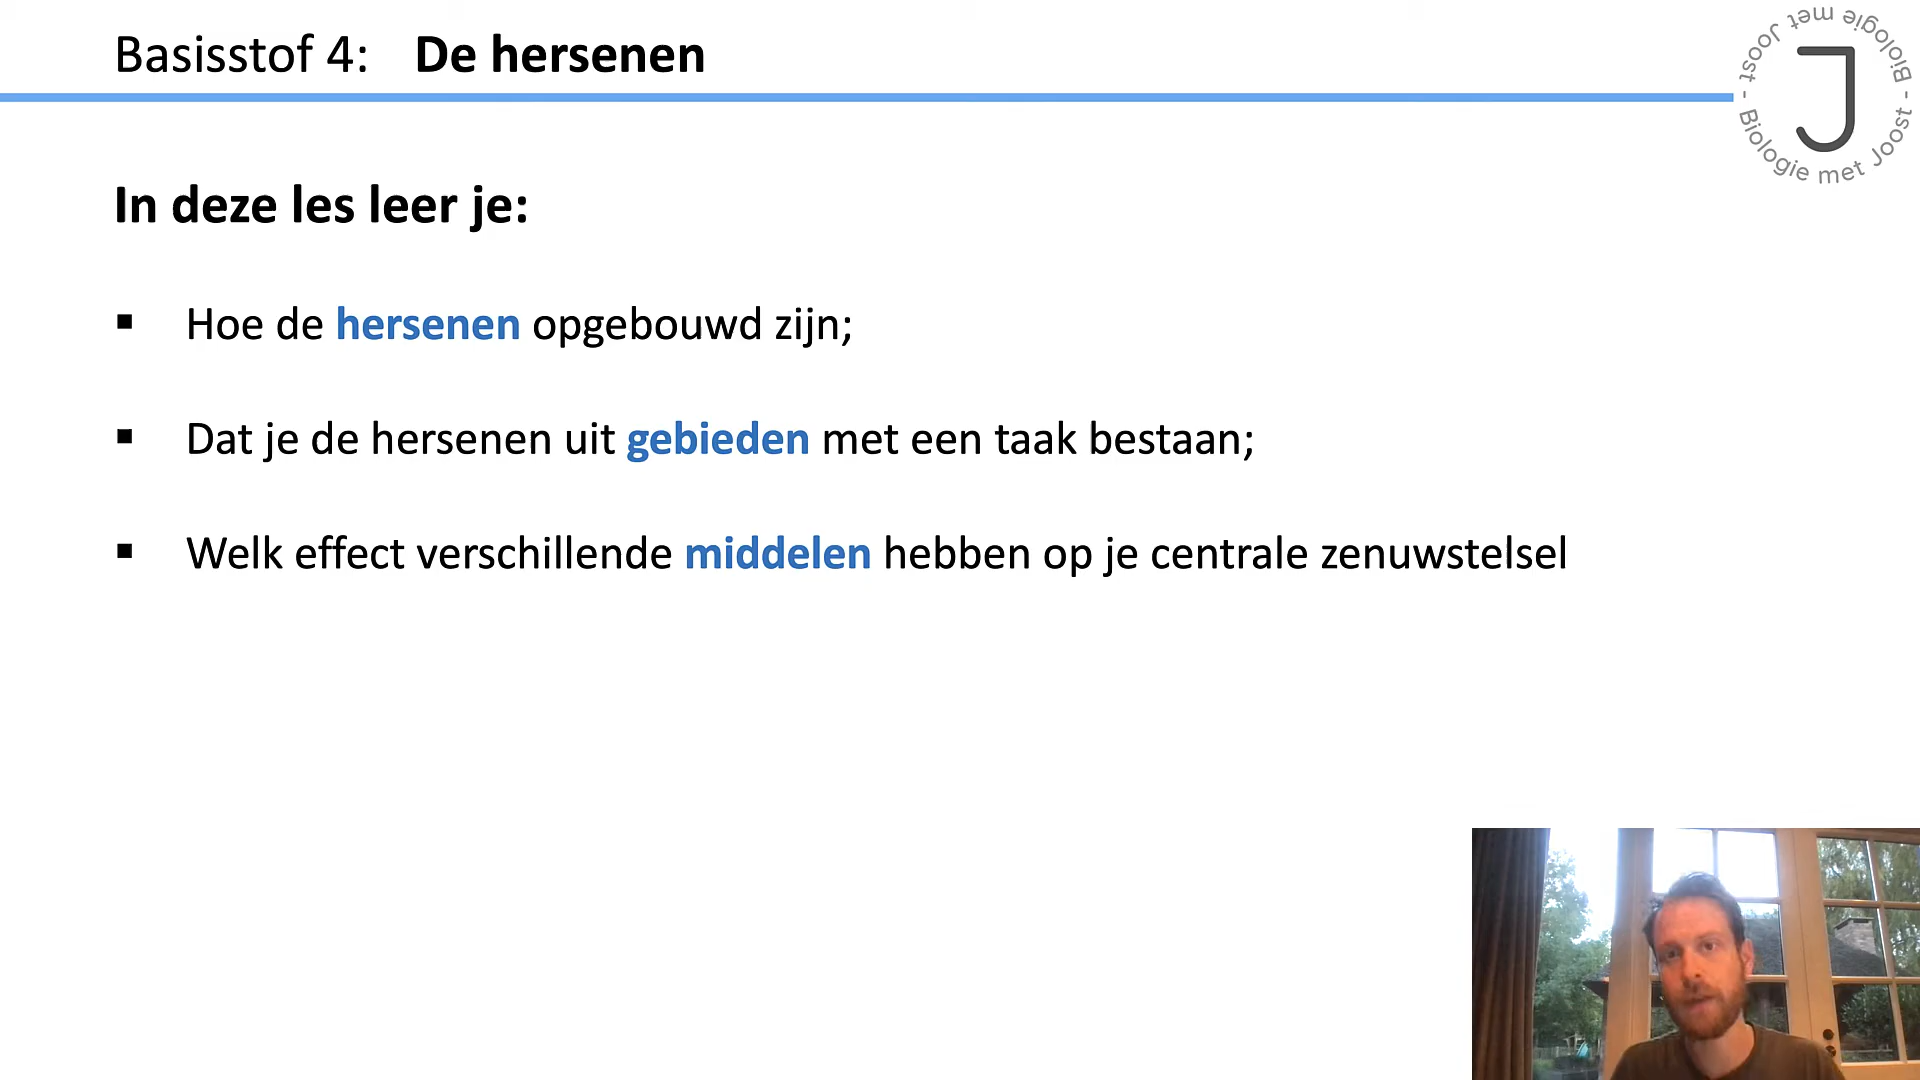 Basisstof 4: De hersenen
Biologie met Joost - Biologie met Joost -
J
In deze les leer je:
▪ Hoe de hersenen opgebouwd zijn;
▪ Dat je de hersenen uit gebieden met een taak bestaan;
▪ Welk effect verschillende middelen hebben op je centrale zenuwstelsel